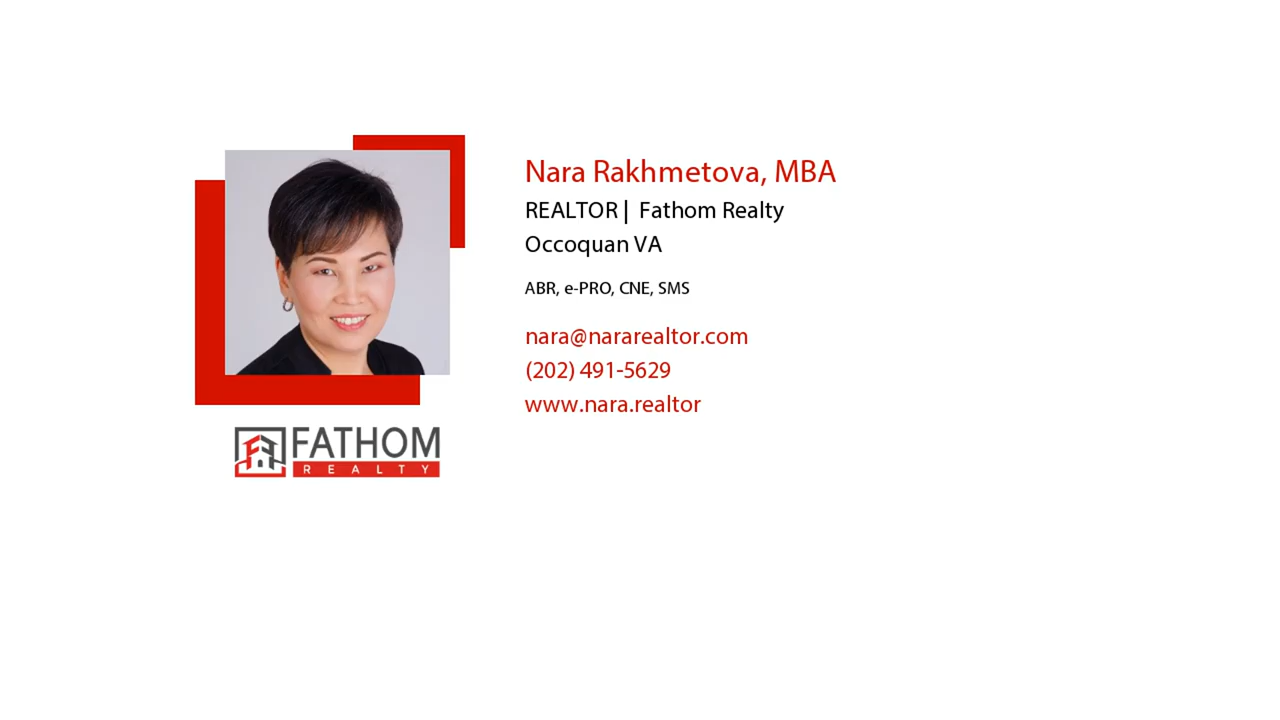 Nara Rakhmetova, MBA
REALTOR | Fathom Realty
Occoquan VA
ABR, e-PRO, CNE, SMS
nara@nararealtor.com
(202) 491-5629
www.nara.realtor
FATHOM
REALTY